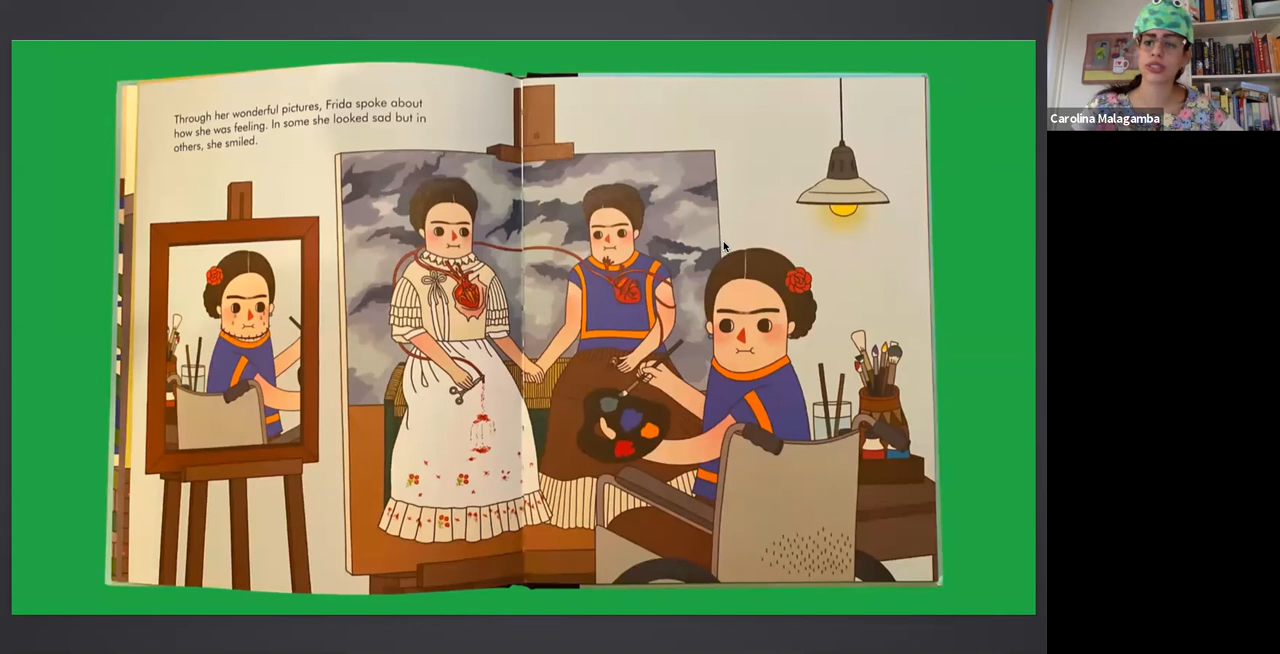 Through her wonderful pictures, Frida spoke about
how she was feeling. In some she looked sad but in
others, she smiled.
Carolina Malagamba